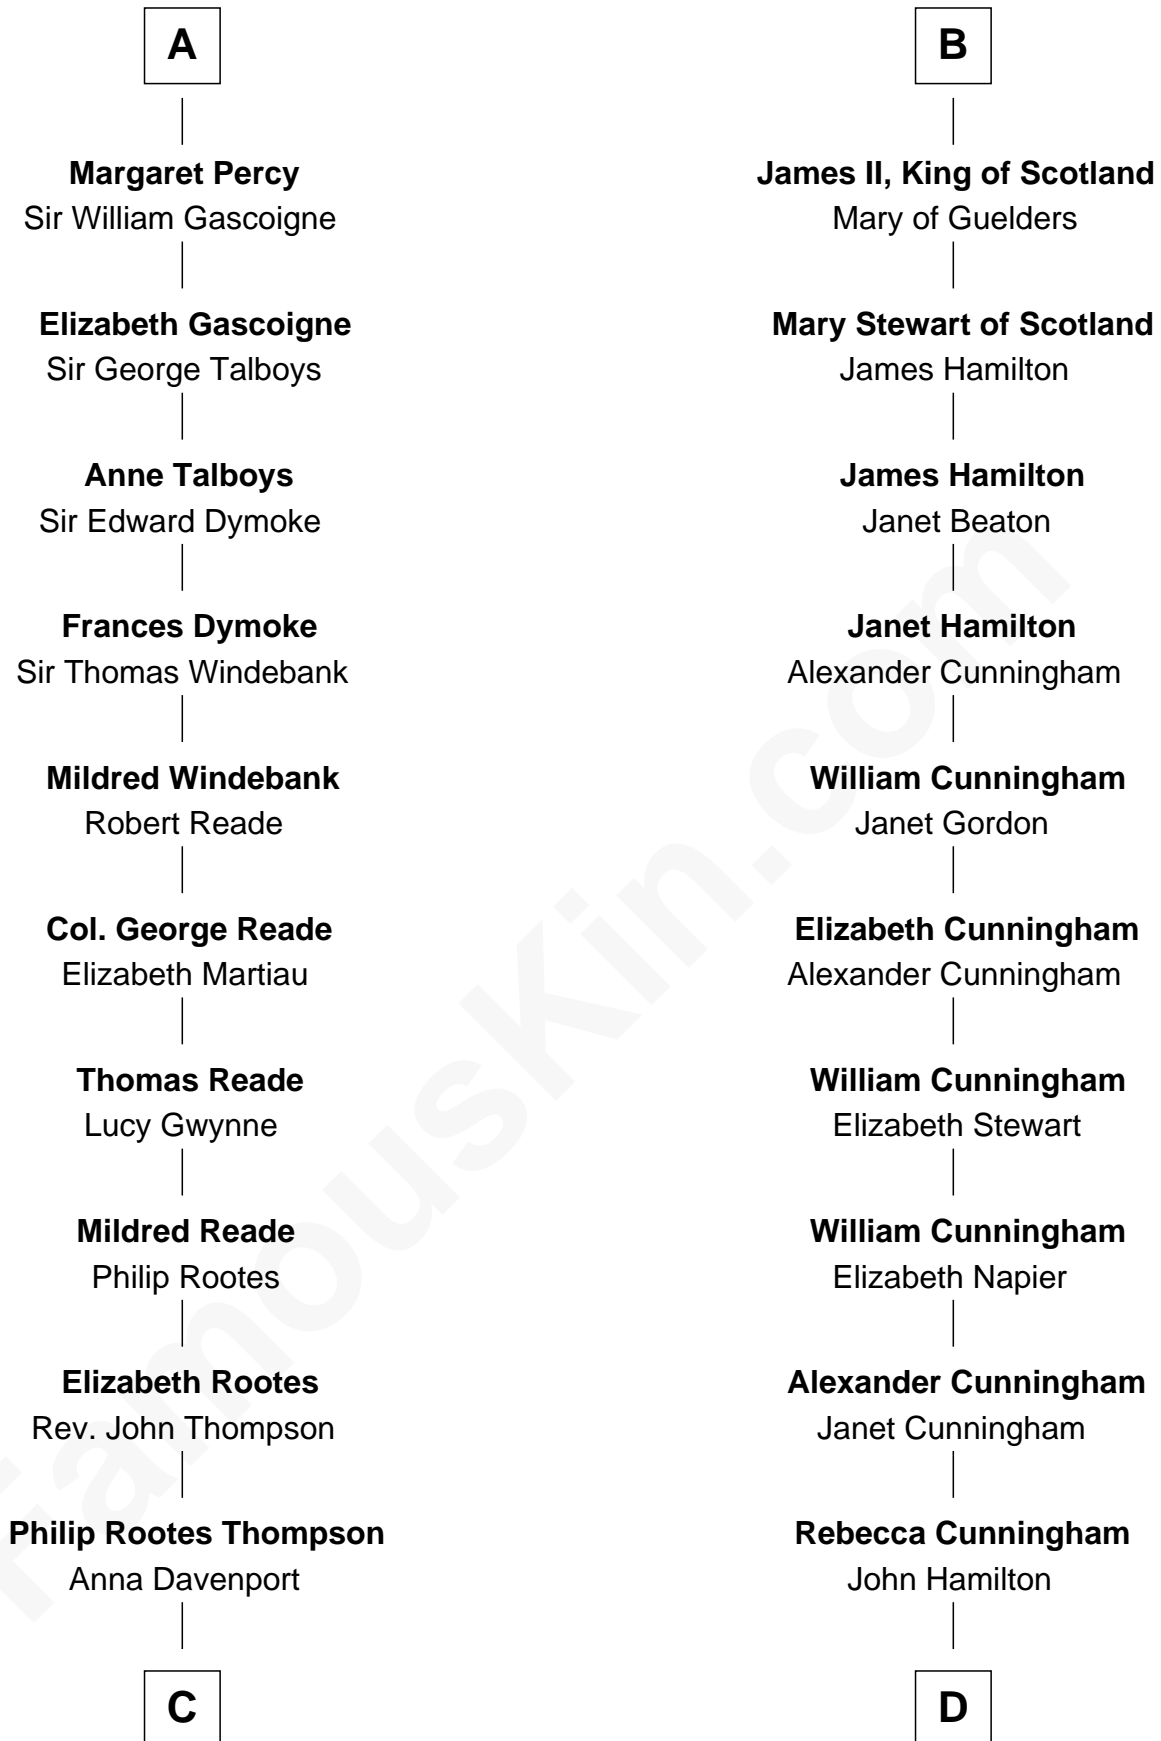 A
Margaret Percy
Sir William Gascoigne
Elizabeth Gascoigne
Sir George Talboys
Anne Talboys
Sir Edward Dymoke
Frances Dymoke
Sir Thomas Windebank
Mildred Windebank
Robert Reade
Col. George Reade
Elizabeth Martiau
Thomas Reade
Lucy Gwynne
Mildred Reade
Philip Rootes
Elizabeth Rootes
Rev. John Thompson
Philip Rootes Thompson
Anna Davenport
C
B
James II, King of Scotland
Mary of Guelders
Mary Stewart of Scotland
James Hamilton
James Hamilton
Janet Beaton
Janet Hamilton
Alexander Cunningham
William Cunningham
Janet Gordon
Elizabeth Cunningham
Alexander Cunningham
William Cunningham
Elizabeth Stewart
William Cunningham
Elizabeth Napier
Alexander Cunningham
Janet Cunningham
Rebecca Cunningham
John Hamilton
D
FamousKin.com